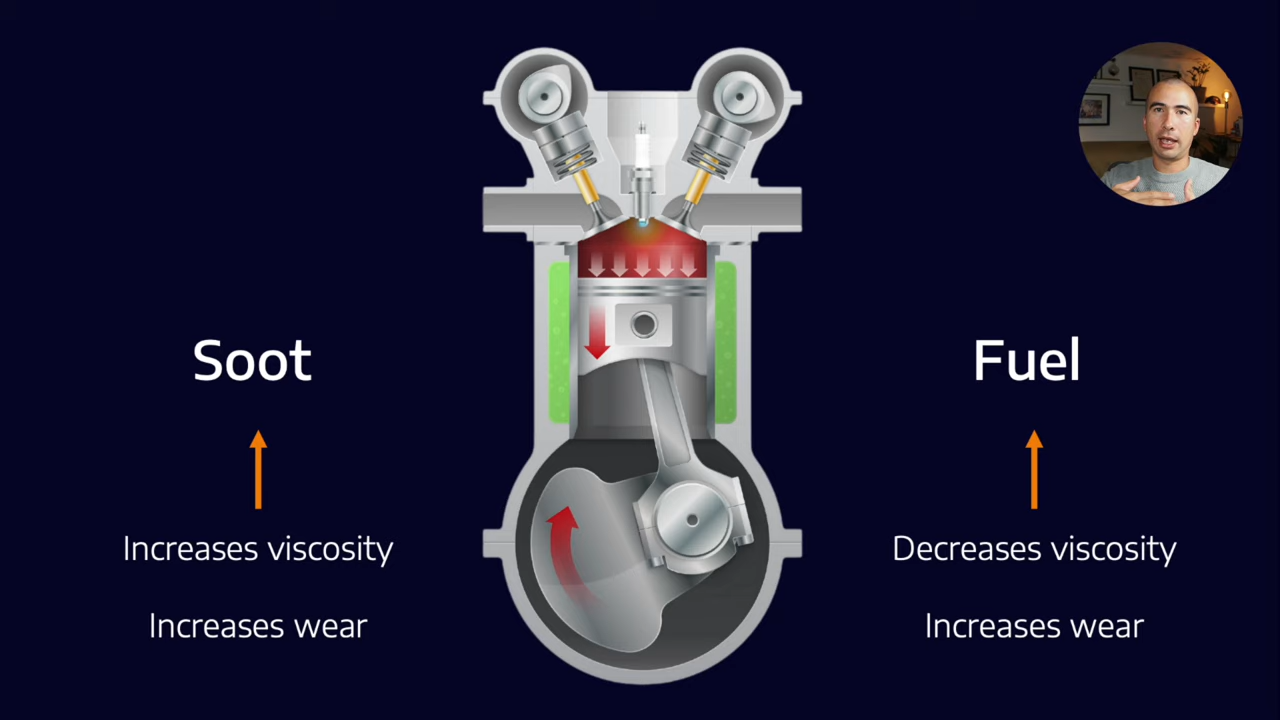 Soot
Increases viscosity
Increases wear
Fuel
Decreases viscosity
Increases wear